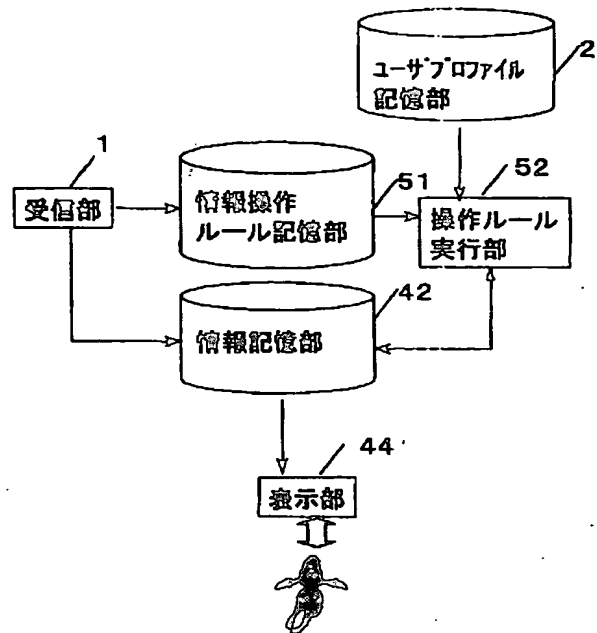 ユーザプロファイル
記憶部
2
1
受信部
情報操作
ルール記憶部
51
52
操作ルール
実行部
42
情報記憶部
44
表示部